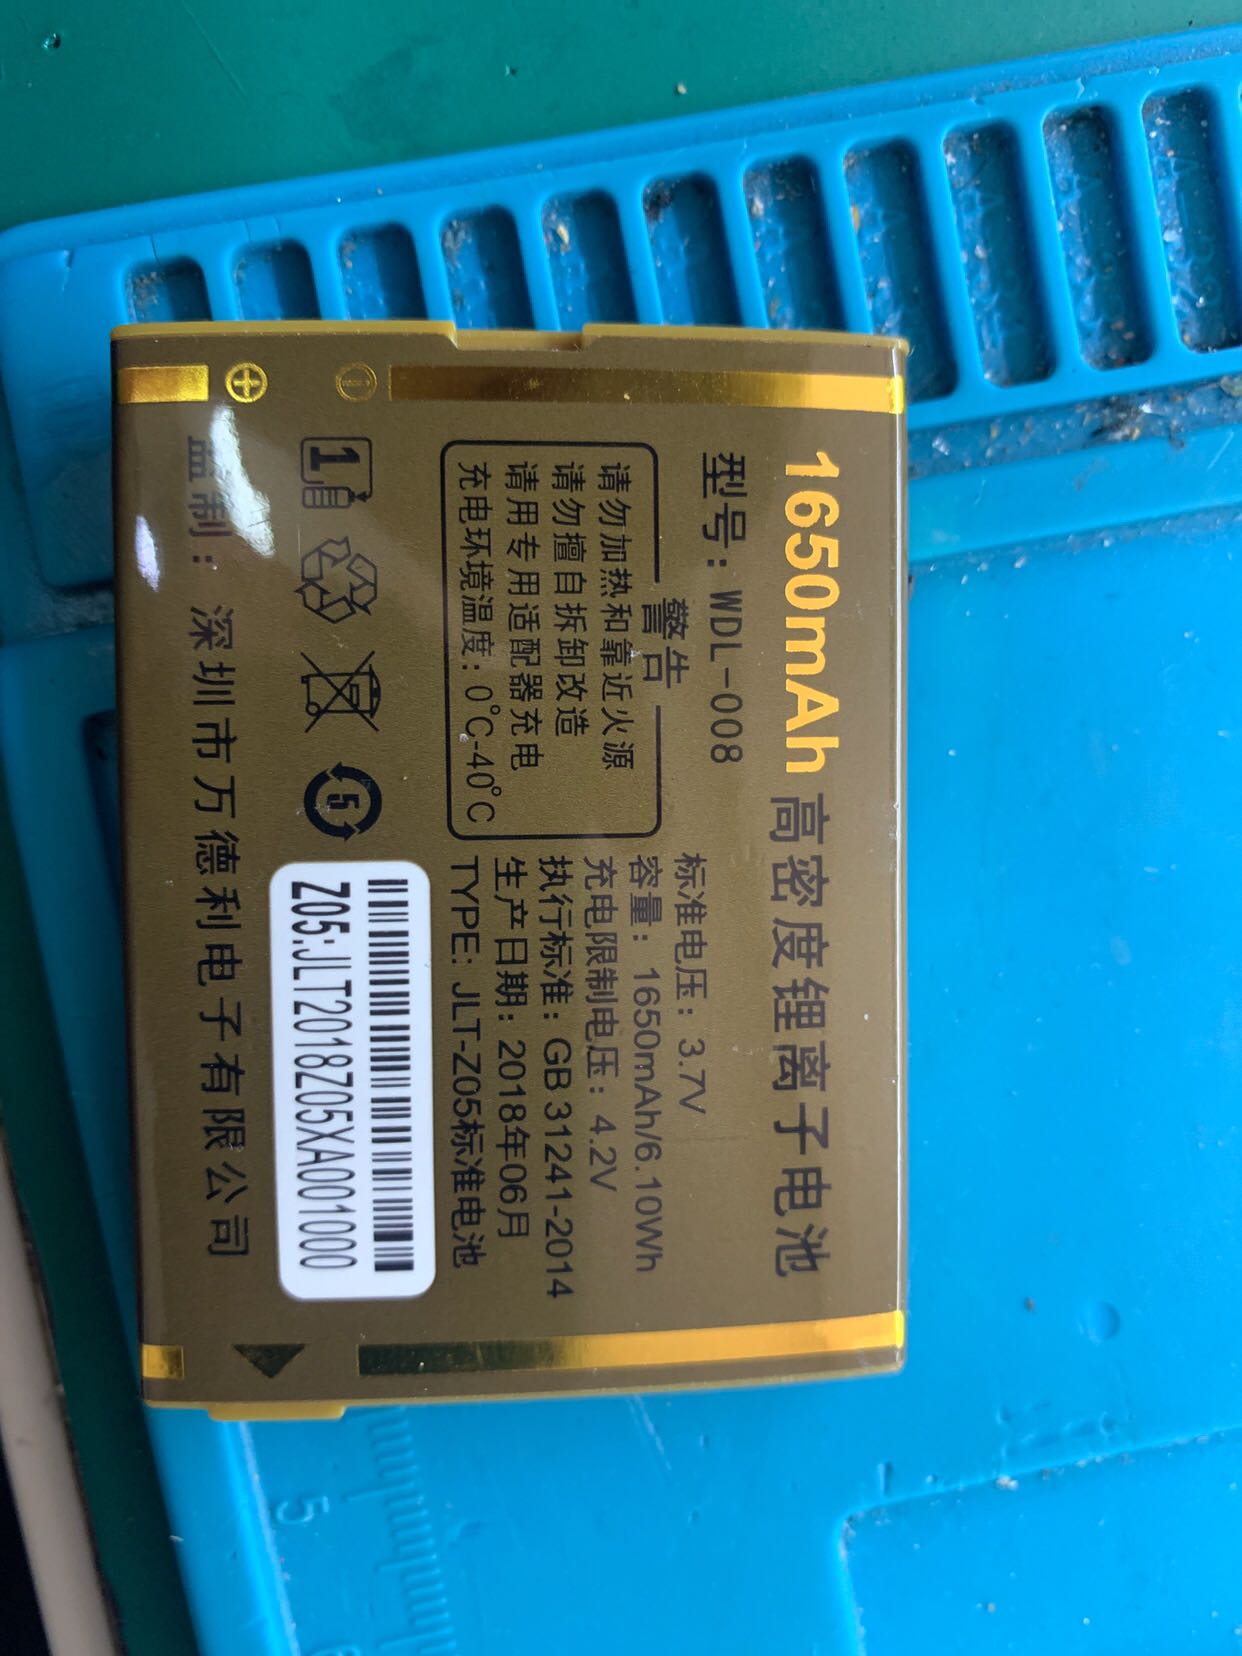 1650mAh 高密度锂离子电池
型号：WDL-008
警告
请勿加热和靠近火源
请勿擅自拆卸改造
请用专用适配器充电
充电环境温度：0℃-40℃
标准电压：3.7V
容量：1650mAh/6.10Wh
充电限制电压：4.2V
执行标准：GB 31241-2014
生产日期：2018年06月
TYPE：JLT-Z05标准电池
1
5
Z05:JLT2018Z05XA001000
监制：深圳市万德利电子有限公司
5